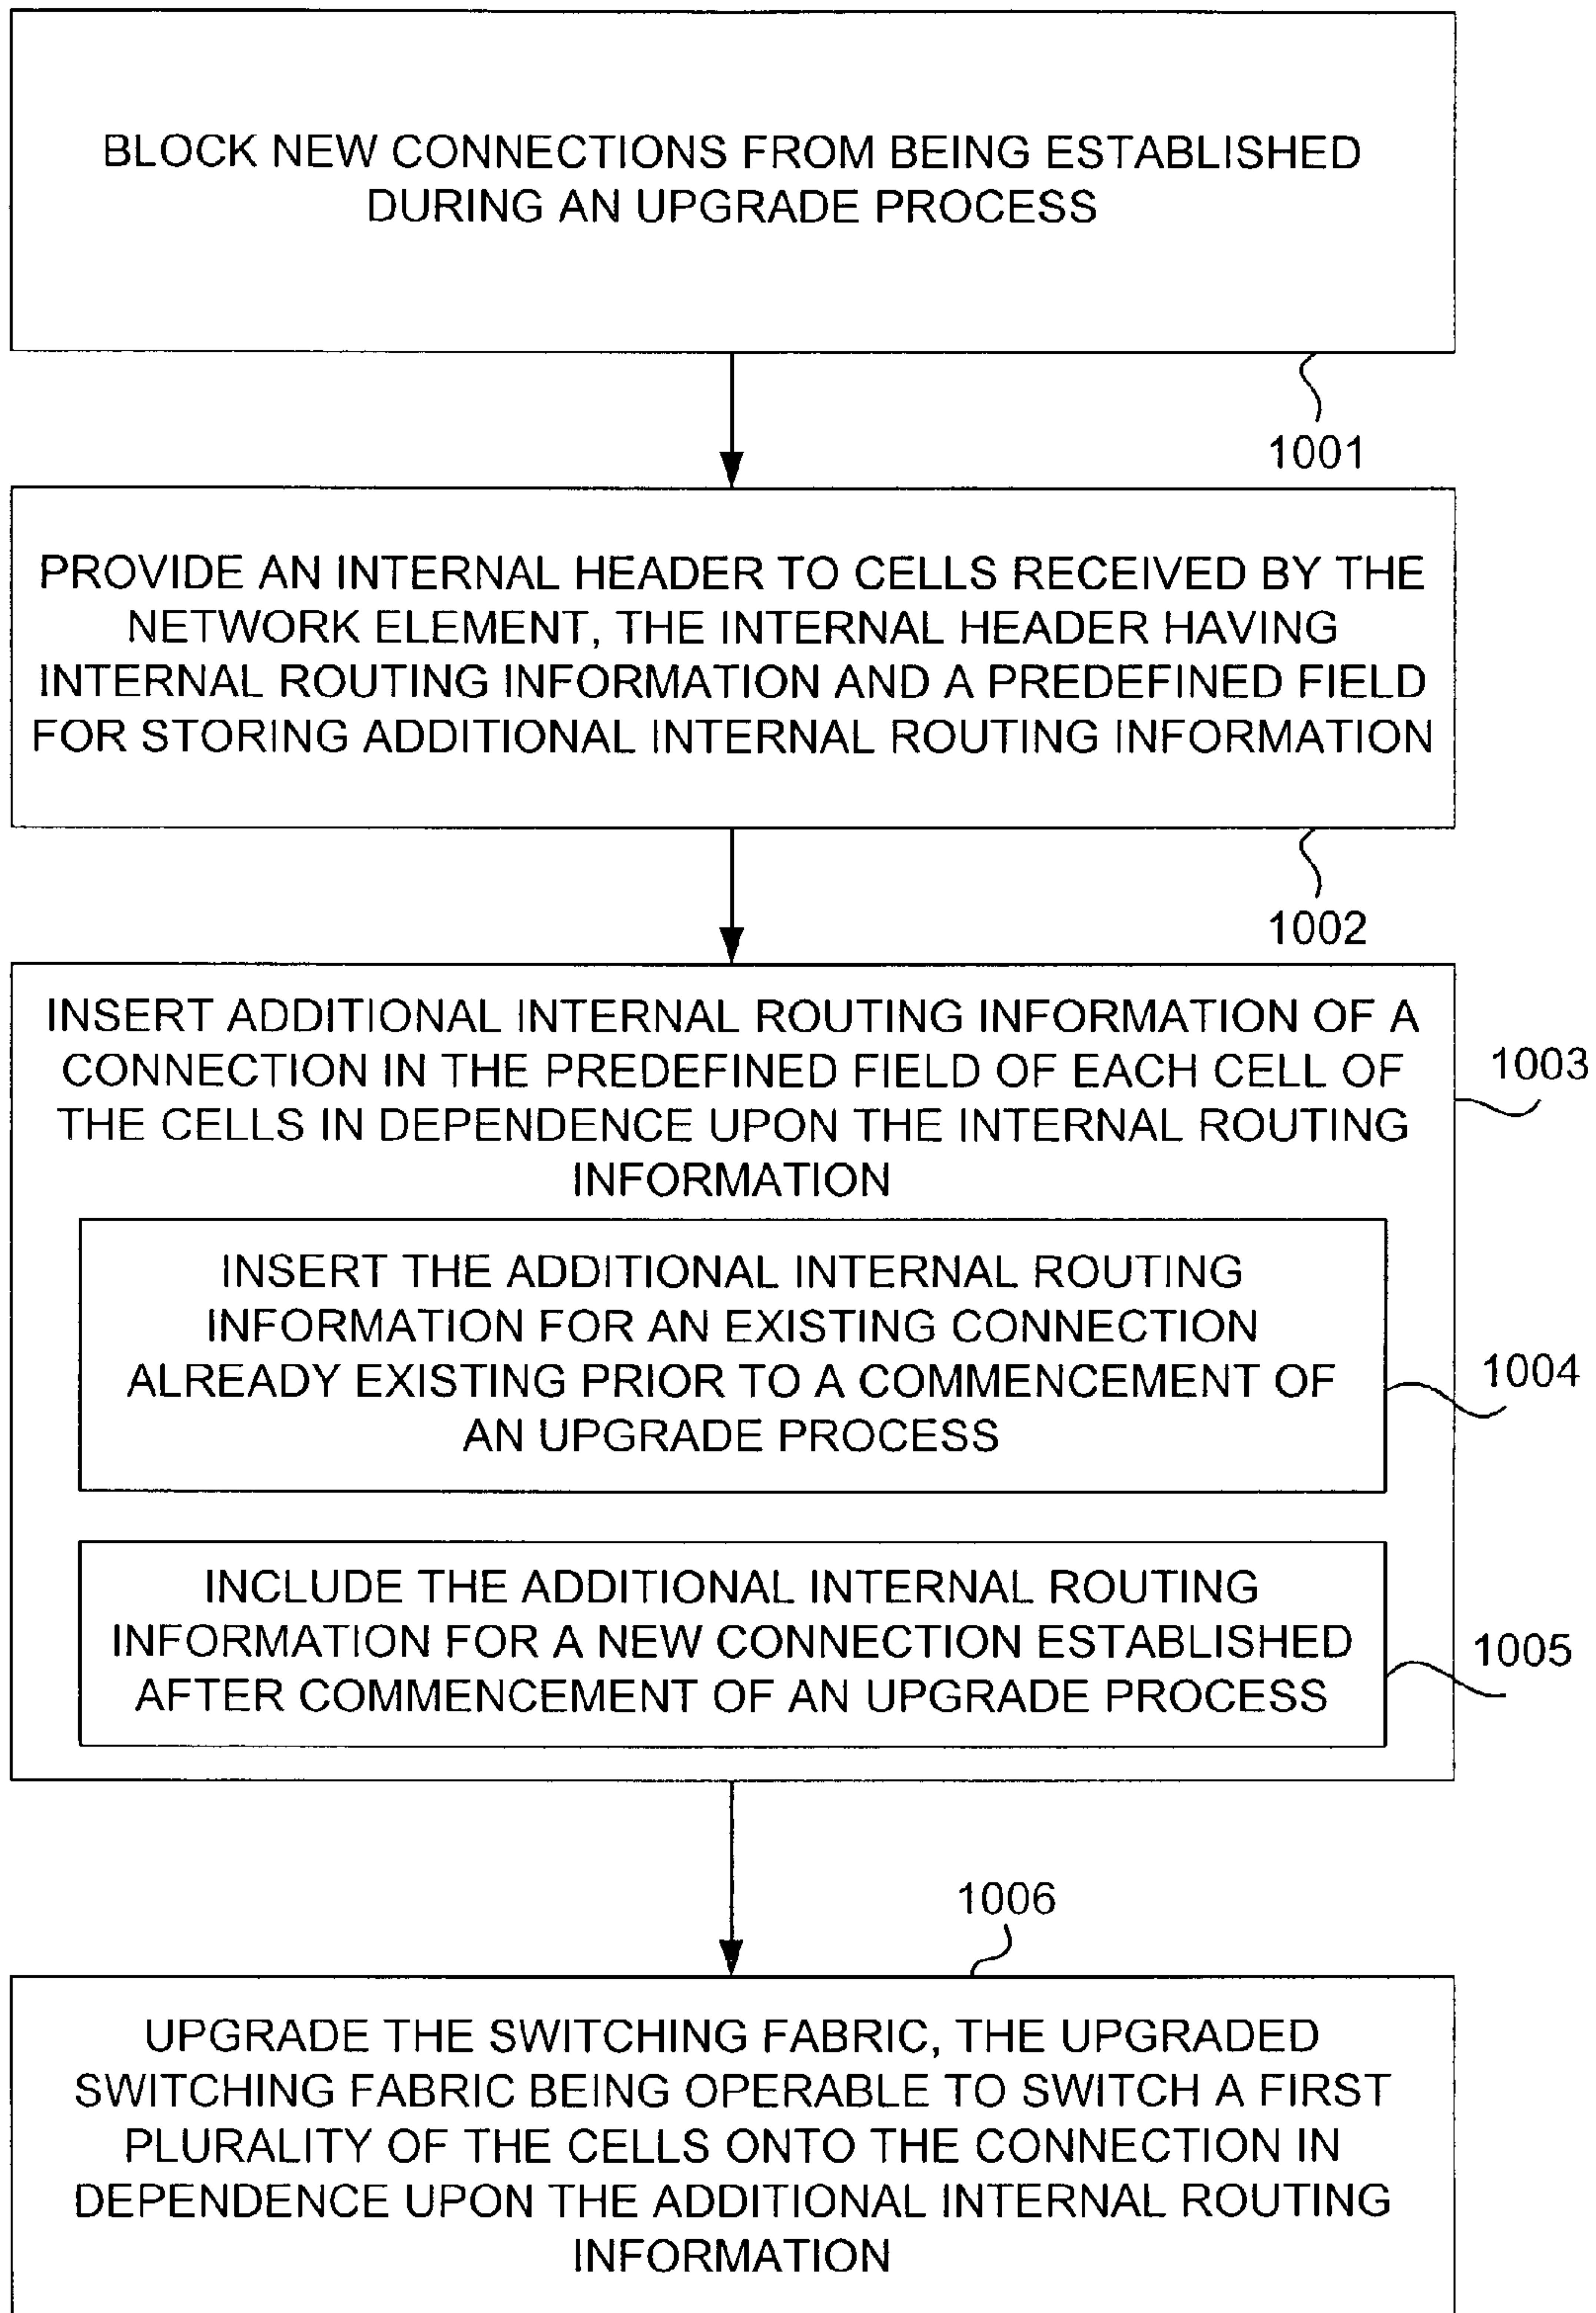 BLOCK NEW CONNECTIONS FROM BEING ESTABLISHED
DURING AN UPGRADE PROCESS
1001
PROVIDE AN INTERNAL HEADER TO CELLS RECEIVED BY THE
NETWORK ELEMENT, THE INTERNAL HEADER HAVING
INTERNAL ROUTING INFORMATION AND A PREDEFINED FIELD
FOR STORING ADDITIONAL INTERNAL ROUTING INFORMATION
1002
INSERT ADDITIONAL INTERNAL ROUTING INFORMATION OF A
CONNECTION IN THE PREDEFINED FIELD OF EACH CELL OF
THE CELLS IN DEPENDENCE UPON THE INTERNAL ROUTING
INFORMATION
1003
INSERT THE ADDITIONAL INTERNAL ROUTING
INFORMATION FOR AN EXISTING CONNECTION
ALREADY EXISTING PRIOR TO A COMMENCEMENT OF
AN UPGRADE PROCESS
1004
INCLUDE THE ADDITIONAL INTERNAL ROUTING
INFORMATION FOR A NEW CONNECTION ESTABLISHED
AFTER COMMENCEMENT OF AN UPGRADE PROCESS
1005
1006
UPGRADE THE SWITCHING FABRIC, THE UPGRADED
SWITCHING FABRIC BEING OPERABLE TO SWITCH A FIRST
PLURALITY OF THE CELLS ONTO THE CONNECTION IN
DEPENDENCE UPON THE ADDITIONAL INTERNAL ROUTING
INFORMATION